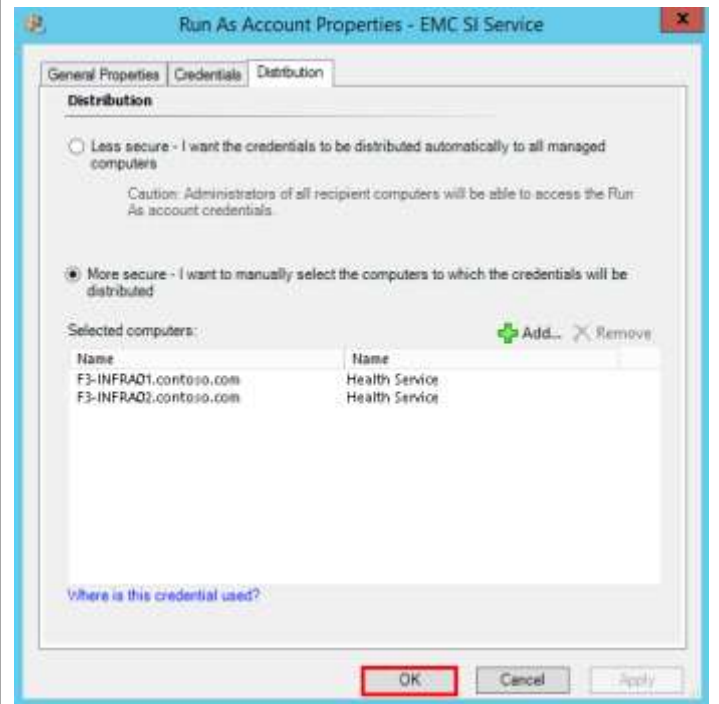 Run As Account Properties - EMC SI Service
x
General Properties Credentials Distribution
Distribution
Less secure - I want the credentials to be distributed automatically to all managed
computers
Caution: Administrators of all recipient computers will be able to access the Run
As account credentials.
More secure - I want to manually select the computers to which the credentials will be
distributed
Selected computers:
Add... Remove
Name Name
F3-INFRA01.contoso.com Health Service
F3-INFRA02.contoso.com Health Service
Where is this credential used?
OK Cancel Apply